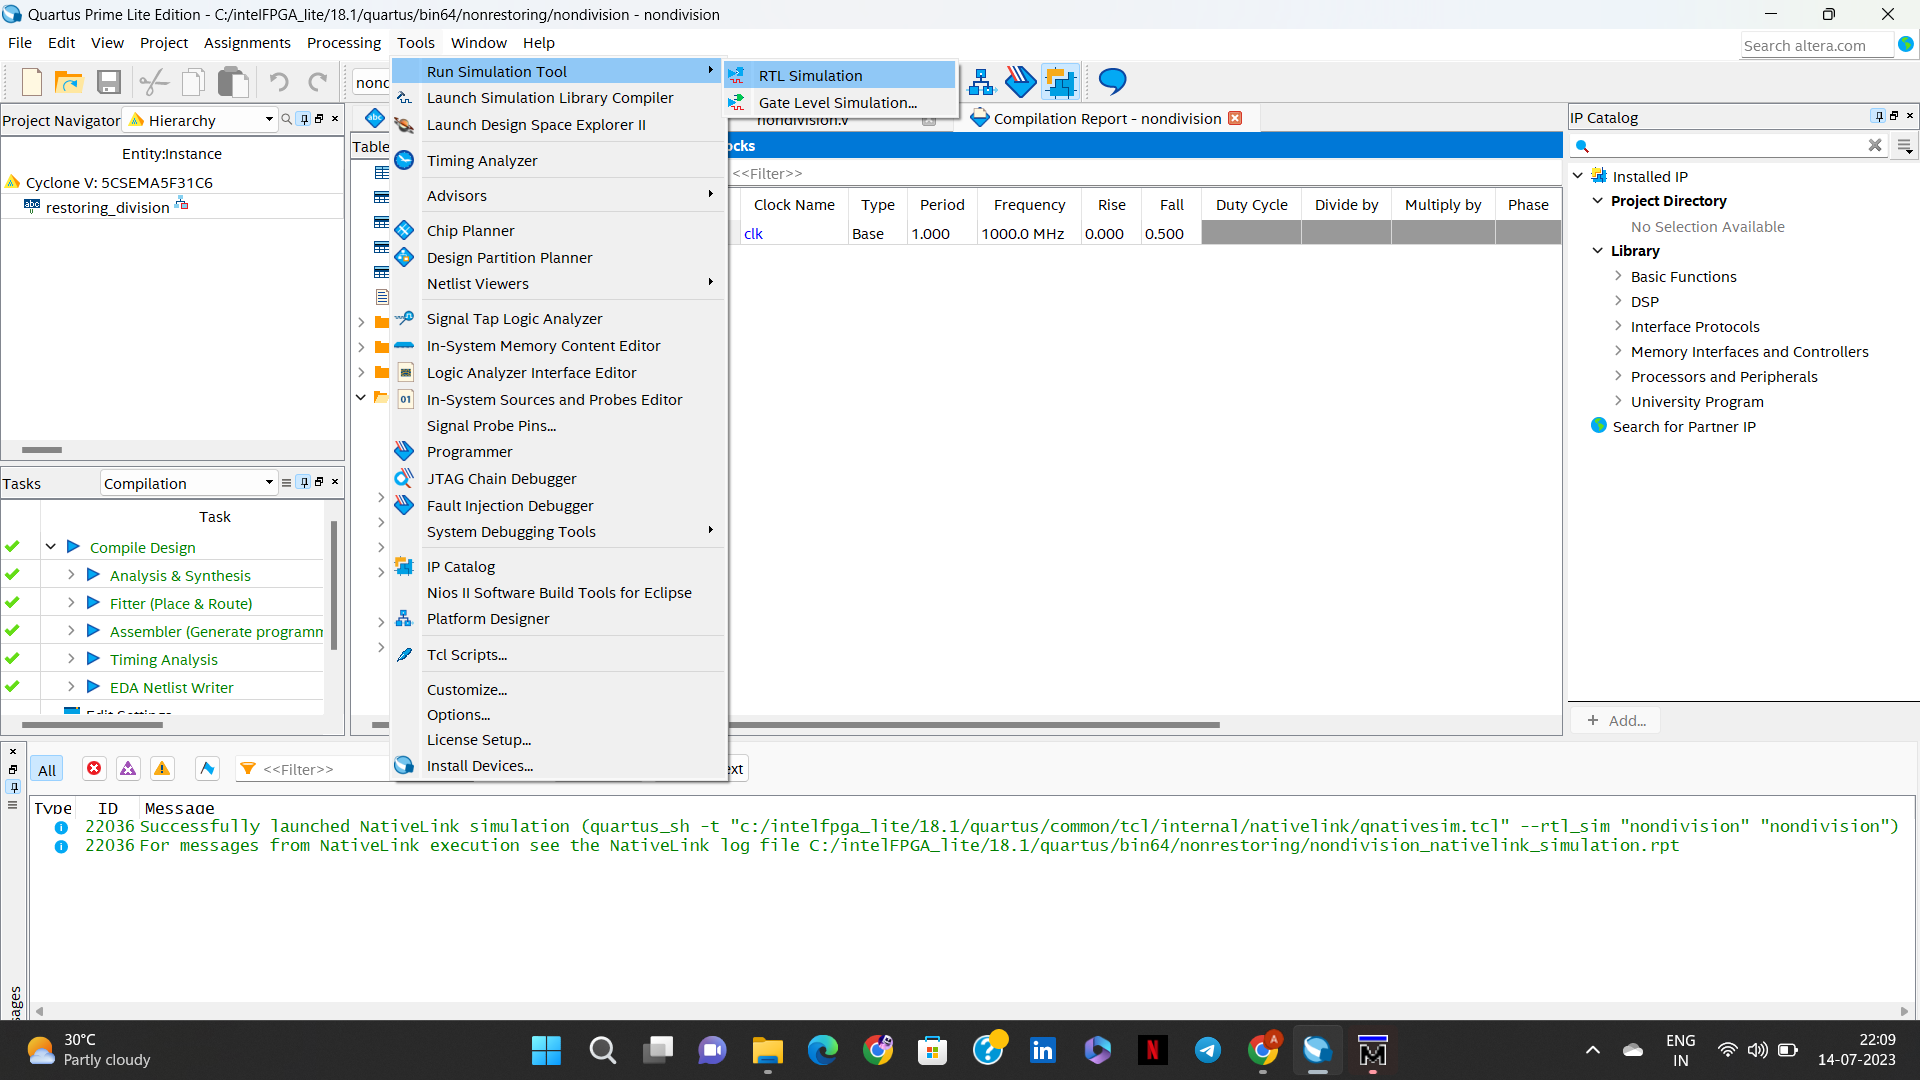 Quartus Prime Lite Edition - C:/intelFPGA_lite/18.1/quartus/bin64/nonrestoring/nondivision - nondivision
File Edit View Project Assignments Processing Tools Window Help
Search altera.com
Project Navigator Hierarchy
Entity:Instance
Cyclone V: 5CSEMA5F31C6
abc restoring_division
Tasks Compilation
Task
Compile Design
Analysis & Synthesis
Fitter (Place & Route)
Assembler (Generate programm
Timing Analysis
EDA Netlist Writer
Edit Settings
Run Simulation Tool
Launch Simulation Library Compiler
Launch Design Space Explorer II
Timing Analyzer
Advisors
Chip Planner
Design Partition Planner
Netlist Viewers
Signal Tap Logic Analyzer
In-System Memory Content Editor
Logic Analyzer Interface Editor
In-System Sources and Probes Editor
Signal Probe Pins...
Programmer
JTAG Chain Debugger
Fault Injection Debugger
System Debugging Tools
IP Catalog
Nios II Software Build Tools for Eclipse
Platform Designer
Tcl Scripts...
Customize...
Options...
License Setup...
Install Devices...
RTL Simulation
Gate Level Simulation...
nondivision.v
Compilation Report - nondivision
Table
ocks
<<Filter>>
Clock Name Type Period Frequency Rise Fall Duty Cycle Divide by Multiply by Phase
clk Base 1.000 1000.0 MHz 0.000 0.500
IP Catalog
Installed IP
Project Directory
No Selection Available
Library
Basic Functions
DSP
Interface Protocols
Memory Interfaces and Controllers
Processors and Peripherals
University Program
Search for Partner IP
+ Add...
All <<Filter>> ext
Type ID Message
22036 Successfully launched NativeLink simulation (quartus_sh -t "c:/intelfpga_lite/18.1/quartus/common/tcl/internal/nativelink/qnativesim.tcl" --rtl_sim "nondivision" "nondivision")
22036 For messages from NativeLink execution see the NativeLink log file C:/intelFPGA_lite/18.1/quartus/bin64/nonrestoring/nondivision_nativelink_simulation.rpt
30°C
Partly cloudy
ENG
IN
22:09
14-07-2023